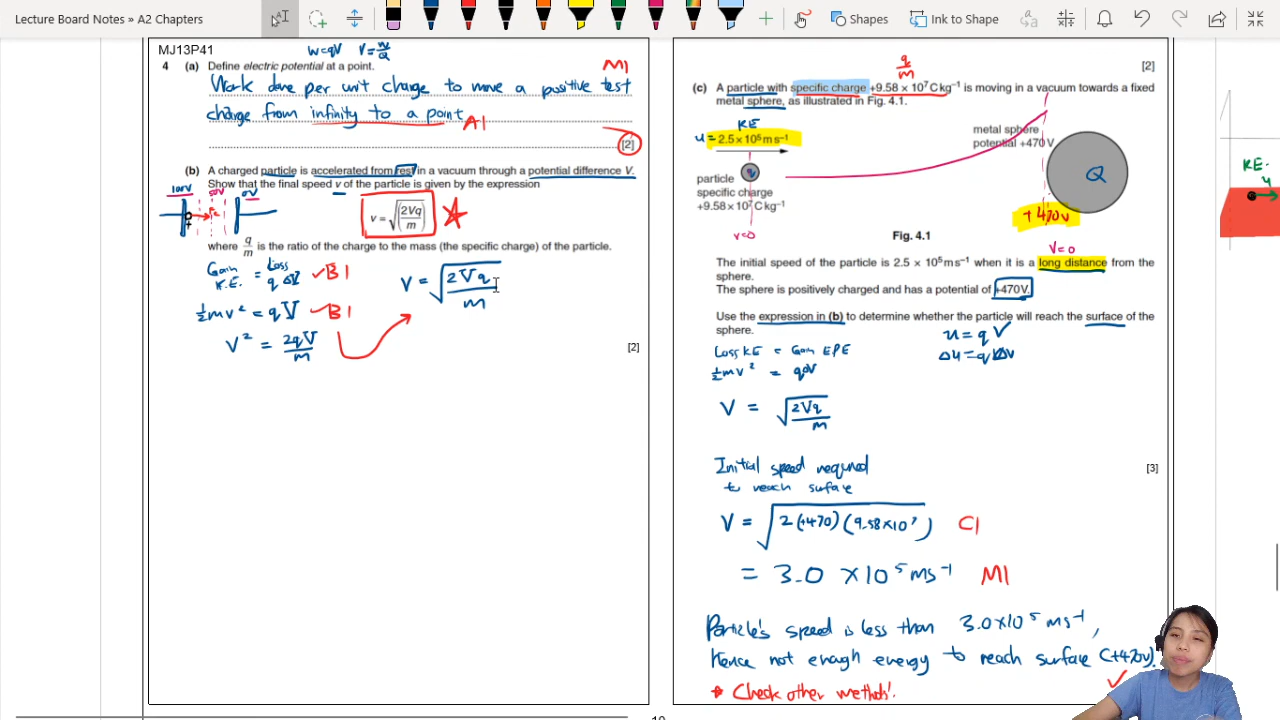 Lecture Board Notes » A2 Chapters
Shapes
Ink to Shape
MJ13P41
W=qV V=W/Q
4 (a) Define electric potential at a point.
M1
Work done per unit charge to move a positive test
charge from infinity to a point
A1
[2]
(b) A charged particle is accelerated from rest in a vacuum through a potential difference V.
Show that the final speed v of the particle is given by the expression
100V 50V 0V
v = √(2Vq/m)
where q/m is the ratio of the charge to the mass (the specific charge) of the particle.
Gain K.E. = Loss q ΔV ✓B1
½mv² = qV ✓B1
V² = 2qV/m
V = √(2Vq/m)
[2]
[2]
q/m
(c) A particle with specific charge +9.58 × 10⁷ C kg⁻¹ is moving in a vacuum towards a fixed
metal sphere, as illustrated in Fig. 4.1.
KE
u = 2.5 × 10⁵ m s⁻¹
metal sphere
potential +470 V
particle
specific charge
+9.58 × 10⁷ C kg⁻¹
Q
+470V
V=0
V=0
Fig. 4.1
The initial speed of the particle is 2.5 × 10⁵ m s⁻¹ when it is a long distance from the
sphere.
The sphere is positively charged and has a potential of +470 V.
Use the expression in (b) to determine whether the particle will reach the surface of the
sphere.
u = qV
Δu = qΔV
Loss KE = Gain EPE
½mv² = qΔV
V = √(2Vq/m)
Initial speed required
to reach surface
[3]
V = √(2(+470)(9.58×10⁷)) C1
= 3.0 ×10⁵ ms⁻¹ M1
Particle's speed is less than 3.0×10⁵ ms⁻¹,
Hence not enough energy to reach surface (+470V).
* Check other methods!
KE
u